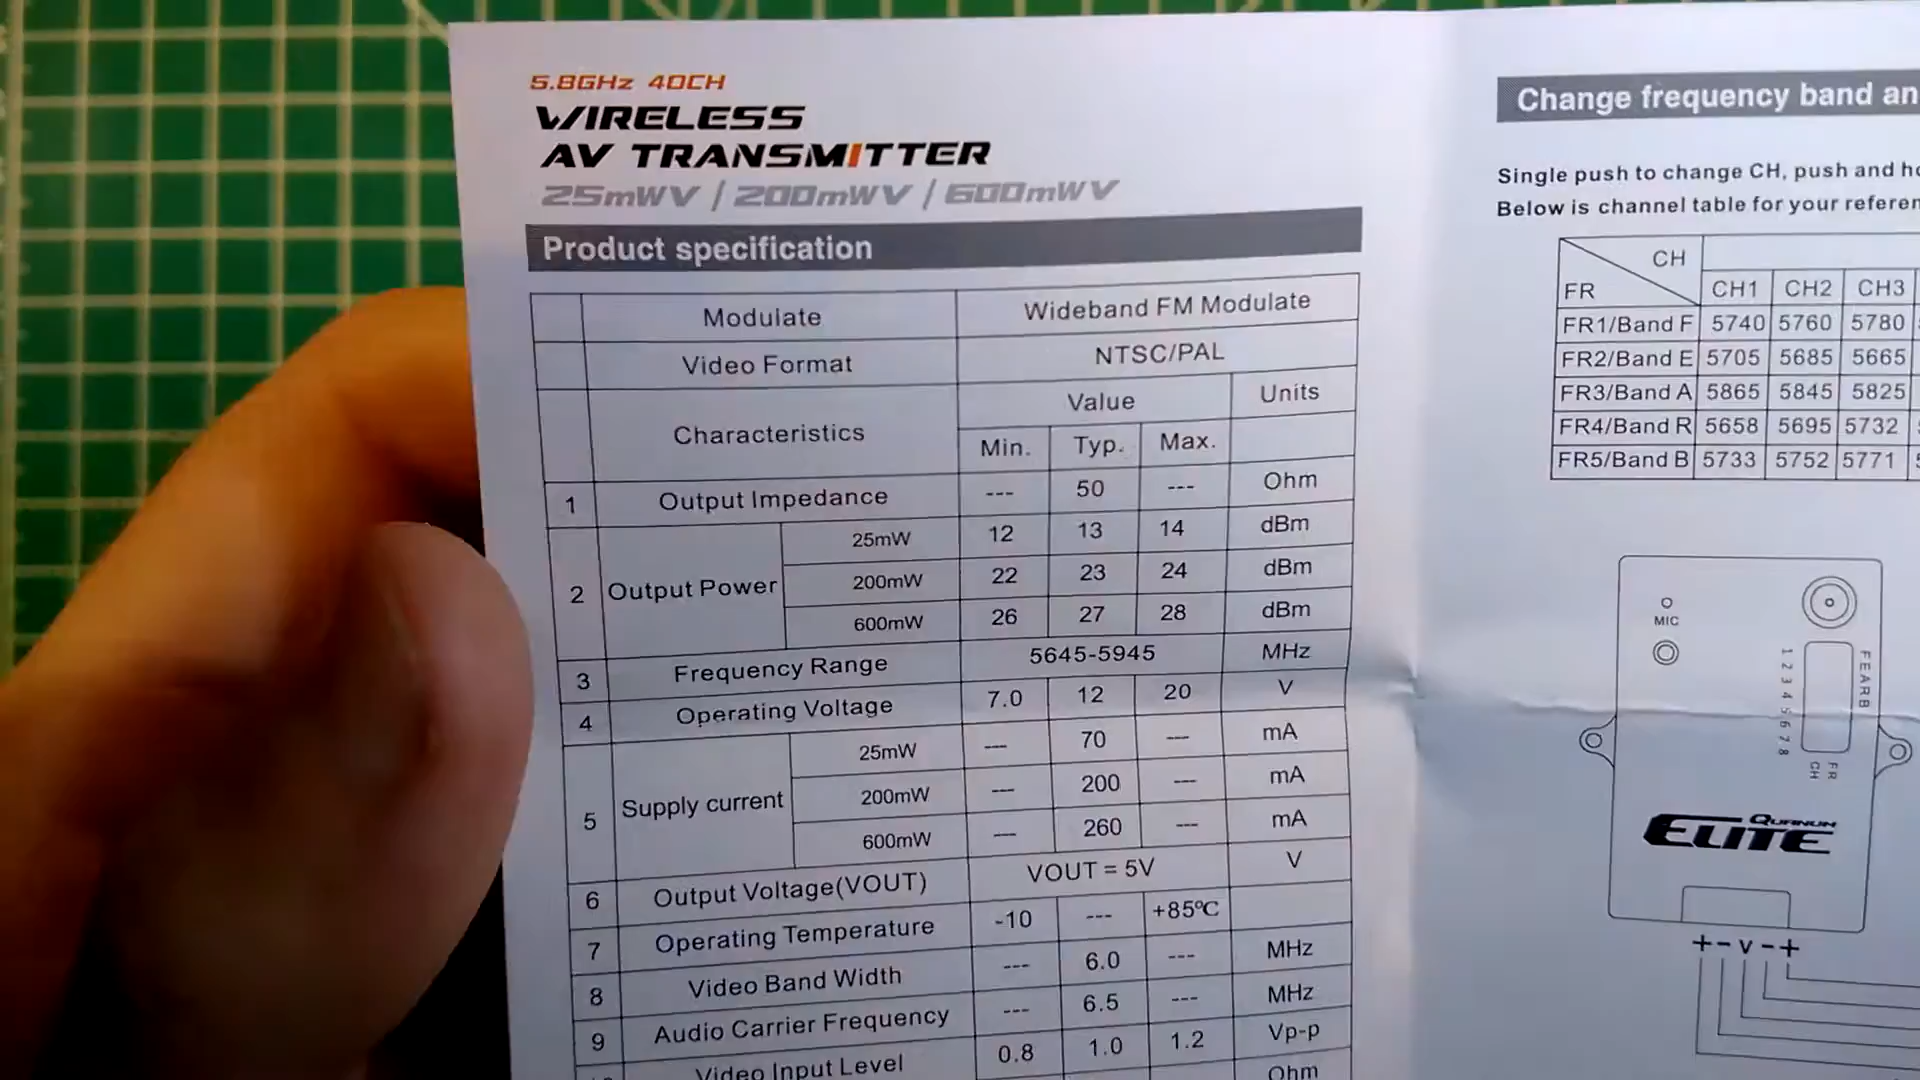 5.8GHz 40CH
WIRELESS
AV TRANSMITTER
25mWV / 200mWV / 600mWV
Product specification
Modulate Wideband FM Modulate
Video Format NTSC/PAL
Characteristics Value Units
Min. Typ. Max.
1 Output Impedance --- 50 --- Ohm
2 Output Power 25mW 12 13 14 dBm
200mW 22 23 24 dBm
600mW 26 27 28 dBm
3 Frequency Range 5645-5945 MHz
4 Operating Voltage 7.0 12 20 V
5 Supply current 25mW --- 70 --- mA
200mW --- 200 --- mA
600mW --- 260 --- mA
6 Output Voltage(VOUT) VOUT = 5V V
7 Operating Temperature -10 --- +85ºC
8 Video Band Width --- 6.0 --- MHz
9 Audio Carrier Frequency --- 6.5 --- MHz
Video Input Level 0.8 1.0 1.2 Vp-p
Ohm
Change frequency band an
Single push to change CH, push and
Below is channel table for your
CH
FR CH1 CH2 CH3
FR1/Band F 5740 5760 5780
FR2/Band E 5705 5685 5665
FR3/Band A 5865 5845 5825
FR4/Band R 5658 5695 5732
FR5/Band B 5733 5752 5771
MIC
1 2 3 4 5 6 7 8
FEARB
CH FR
QUANUM
ELITE
+ - v - +